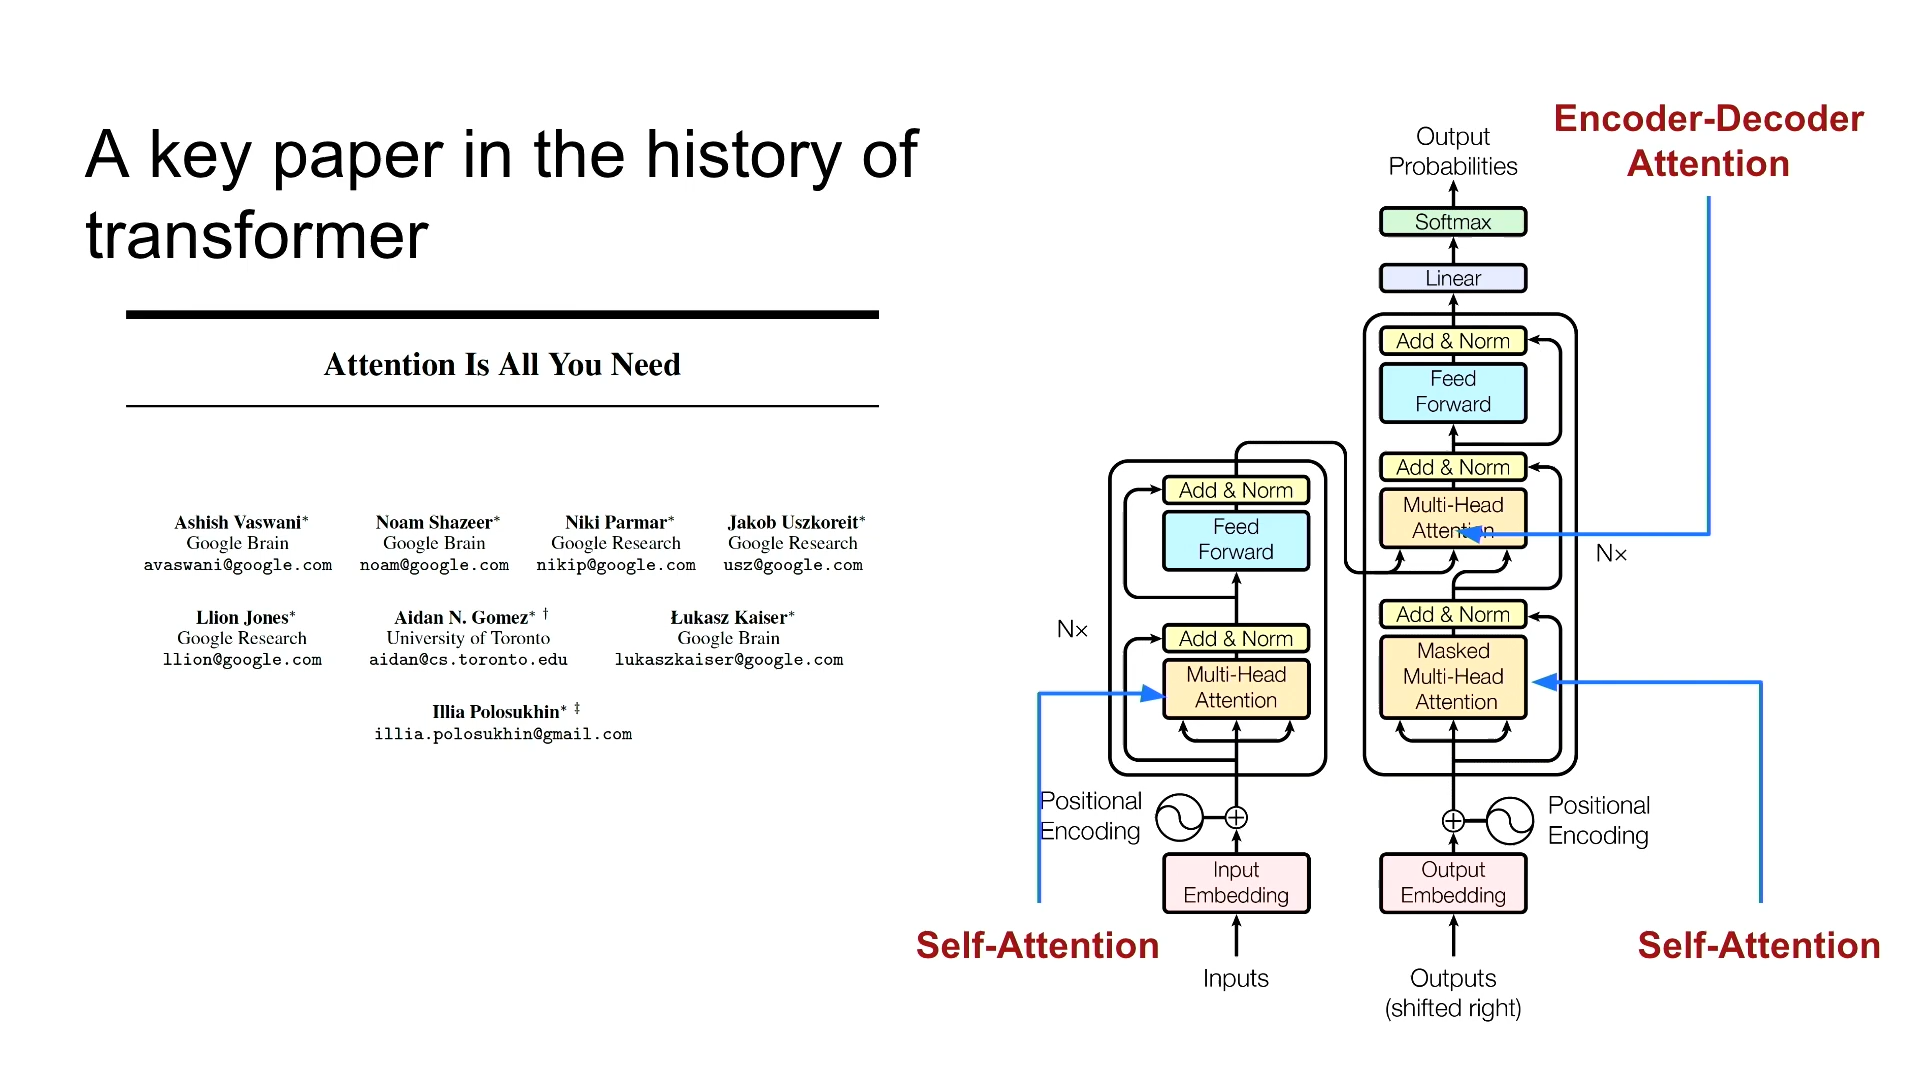 A key paper in the history of
transformer
Attention Is All You Need
Ashish Vaswani* Noam Shazeer* Niki Parmar* Jakob Uszkoreit*
Google Brain Google Brain Google Research Google Research
avaswani@google.com noam@google.com nikip@google.com usz@google.com
Llion Jones* Aidan N. Gomez* † Łukasz Kaiser*
Google Research University of Toronto Google Brain
llion@google.com aidan@cs.toronto.edu lukaszkaiser@google.com
Illia Polosukhin* ‡
illia.polosukhin@gmail.com
Encoder-Decoder
Attention
Output
Probabilities
Softmax
Linear
Add & Norm
Feed
Forward
Add & Norm
Multi-Head
Attention
N×
Add & Norm
Masked
Multi-Head
Attention
Positional
Encoding
Output
Embedding
Outputs
(shifted right)
Self-Attention
Add & Norm
Feed
Forward
N×
Add & Norm
Multi-Head
Attention
Positional
Encoding
Input
Embedding
Inputs
Self-Attention